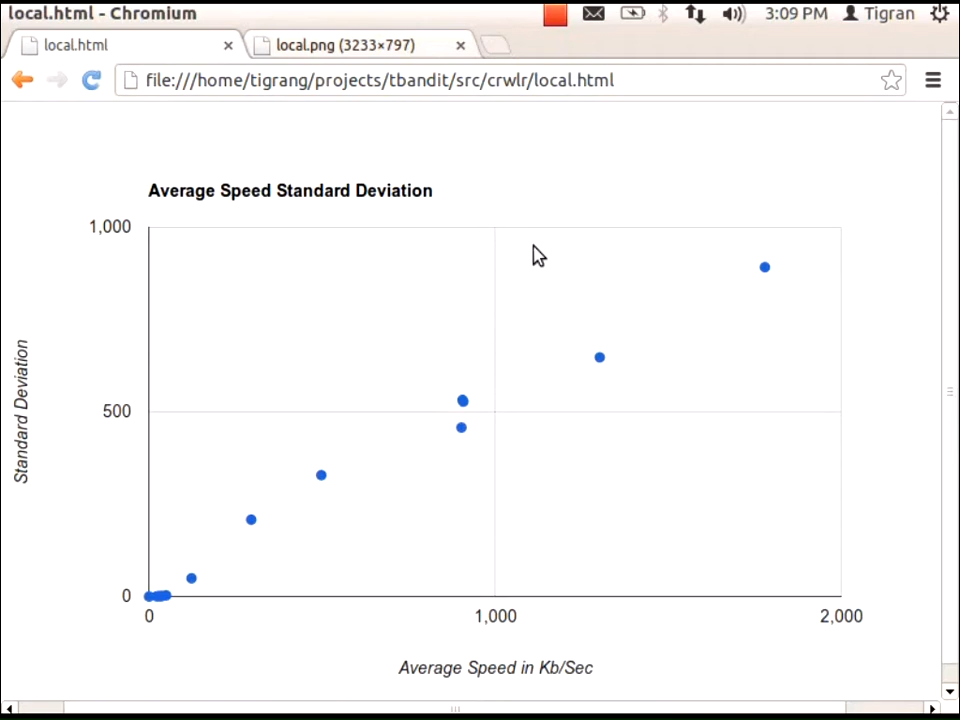 local.html - Chromium
3:09 PM Tigran
local.html
local.png (3233×797)
file:///home/tigrang/projects/tbandit/src/crwlr/local.html
Average Speed Standard Deviation
1,000
500
0
Standard Deviation
0 1,000 2,000
Average Speed in Kb/Sec